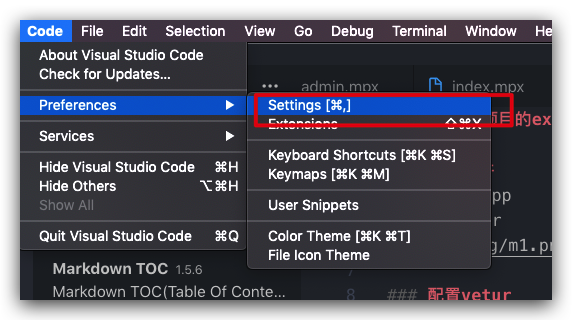 Code File Edit Selection View Go Debug Terminal Window He
About Visual Studio Code
Check for Updates...
Preferences
Services
Hide Visual Studio Code ⌘H
Hide Others ⌥⌘H
Show All
Quit Visual Studio Code ⌘Q
Markdown TOC 1.5.6
Markdown TOC(Table Of Conte...
··· admin.mpx index.mpx
Settings [⌘,]
Extensions ⇧⌘X
Keyboard Shortcuts [⌘K ⌘S]
Keymaps [⌘K ⌘M]
User Snippets
Color Theme [⌘K ⌘T]
File Icon Theme
目的ex
pp
r
g/m1.pn
8 ### 配置vetur